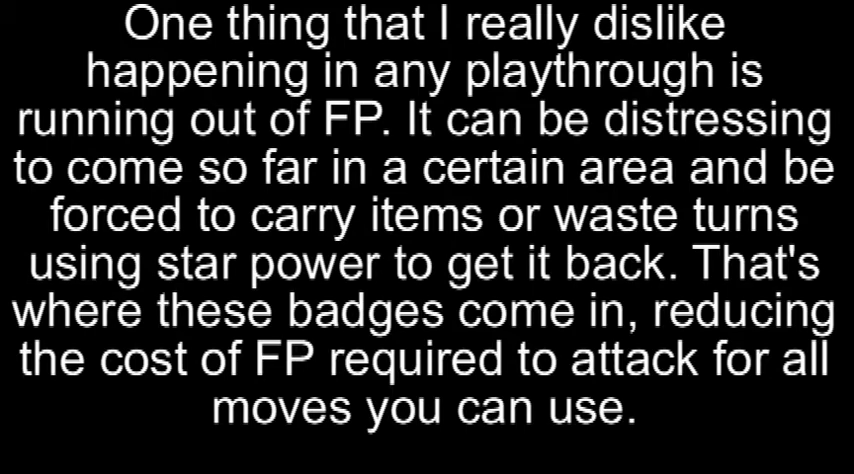 One thing that I really dislike
happening in any playthrough is
running out of FP. It can be distressing
to come so far in a certain area and be
forced to carry items or waste turns
using star power to get it back. That's
where these badges come in, reducing
the cost of FP required to attack for all
moves you can use.